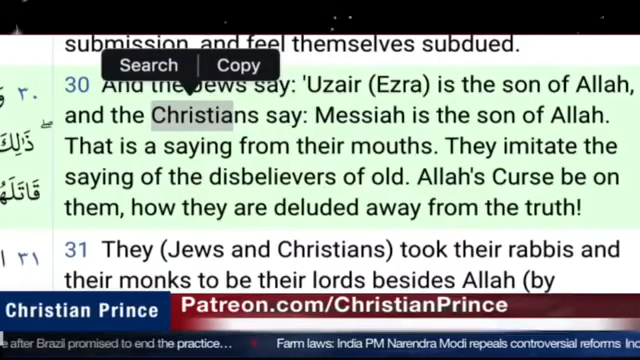 submission, and feel themselves subdued.
Search Copy
٣٠
30 And the Jews say: 'Uzair (Ezra) is the son of Allah,
and the Christians say: Messiah is the son of Allah.
ذَٰلِكَ
That is a saying from their mouths. They imitate the
saying of the disbelievers of old. Allah's Curse be on
them, how they are deluded away from the truth!
٣١
31 They (Jews and Christians) took their rabbis and
their monks to be their lords besides Allah (by
Christian Prince
Patreon.com/ChristianPrince
after Brazil promised to end the practice...
Farm laws: India PM Narendra Modi repeals controversial reforms